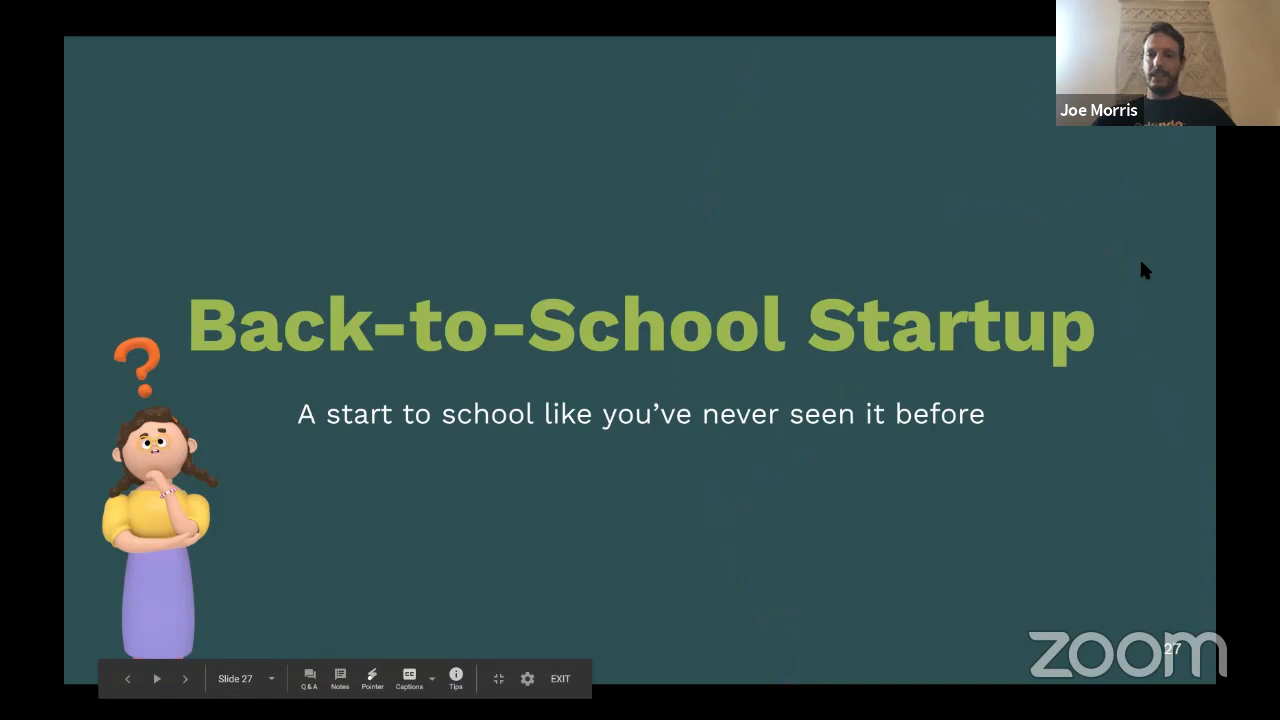 Joe Morris
Back-to-School Startup
?
A start to school like you’ve never seen it before
27
zoom
Slide 27
Q&A
Notes
Pointer
CC
Captions
Tips
EXIT